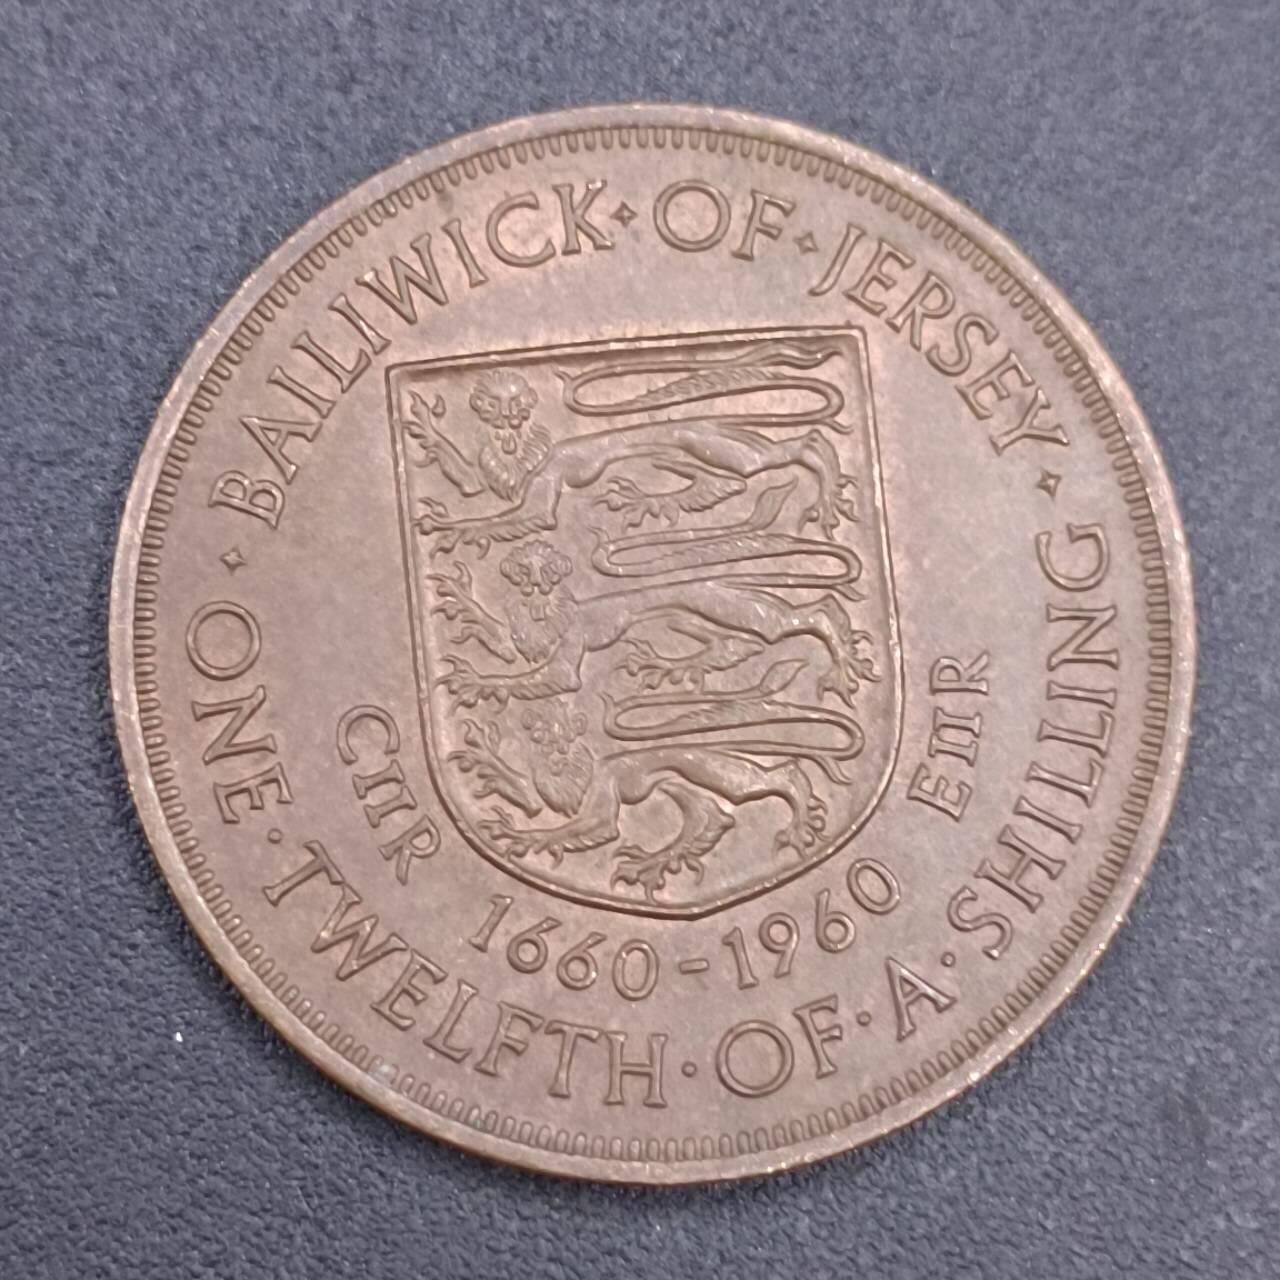 · BAILIWICK · OF · JERSEY ·
ONE · TWELFTH · OF · A · SHILLING
CIIR
EIIR
1660-1960